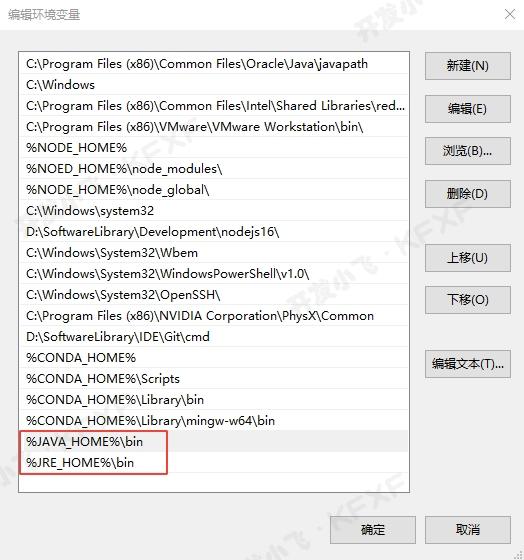 编辑环境变量
C:\Program Files (x86)\Common Files\Oracle\Java\javapath
C:\Windows
C:\Program Files (x86)\Common Files\Intel\Shared Libraries\red...
C:\Program Files (x86)\VMware\VMware Workstation\bin\
%NODE_HOME%
%NOED_HOME%\node_modules\
%NODE_HOME%\node_global\
C:\Windows\system32
D:\SoftwareLibrary\Development\nodejs16\
C:\Windows\System32\Wbem
C:\Windows\System32\WindowsPowerShell\v1.0\
C:\Windows\System32\OpenSSH\
C:\Program Files (x86)\NVIDIA Corporation\PhysX\Common
D:\SoftwareLibrary\IDE\Git\cmd
%CONDA_HOME%
%CONDA_HOME%\Scripts
%CONDA_HOME%\Library\bin
%CONDA_HOME%\Library\mingw-w64\bin
%JAVA_HOME%\bin
%JRE_HOME%\bin
新建(N)
编辑(E)
浏览(B)...
删除(D)
上移(U)
下移(O)
编辑文本(T)...
确定
取消
开发小飞 · KFXF